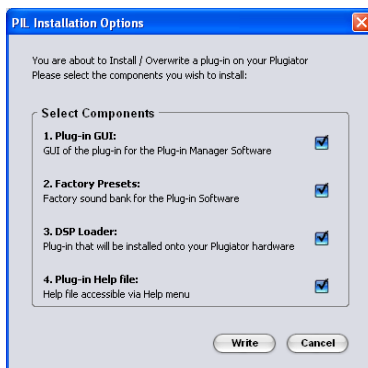 PIL Installation Options
You are about to Install / Overwrite a plug-in on your Plugiator
Please select the components you wish to install:
Select Components
1. Plug-in GUI:
GUI of the plug-in for the Plug-in Manager Software
2. Factory Presets:
Factory sound bank for the Plug-in Software
3. DSP Loader:
Plug-in that will be installed onto your Plugiator hardware
4. Plug-in Help file:
Help file accessible via Help menu
Write
Cancel